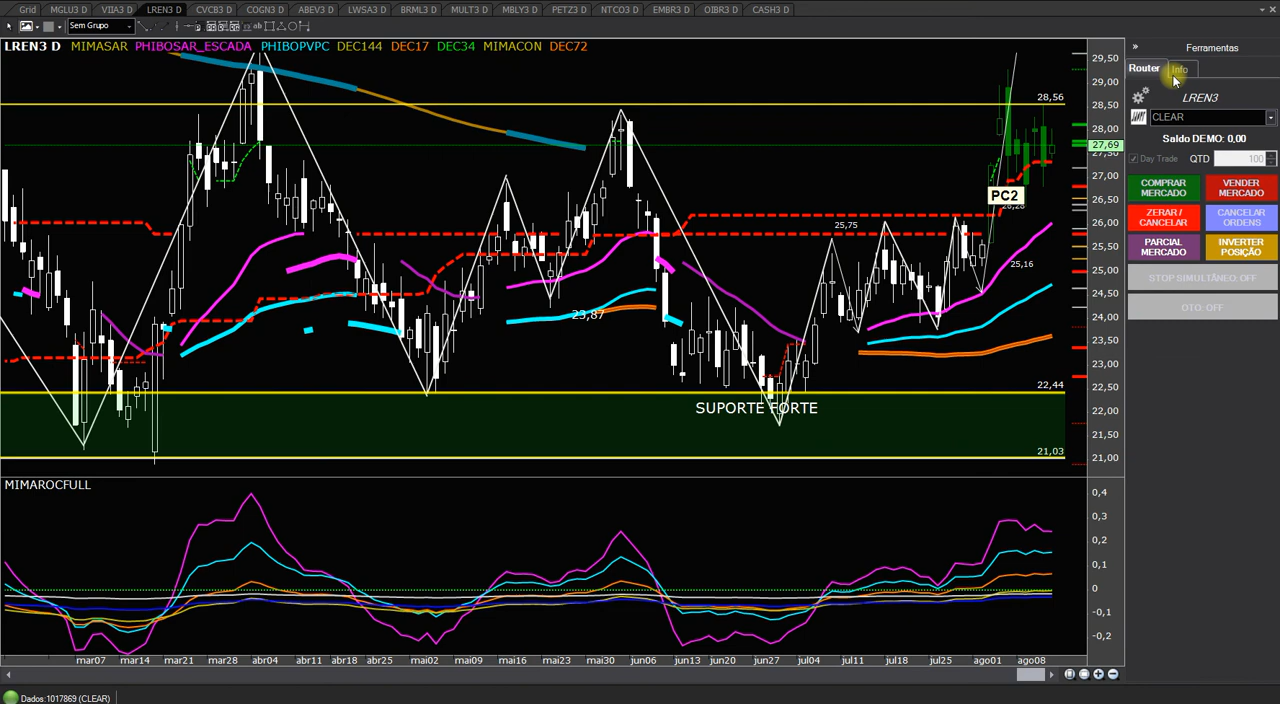 Grid MGLU3 D VIIA3 D LREN3 D CVCB3 D COGN3 D ABEV3 D LWSA3 D BRML3 D MULT3 D MBLY3 D PETZ3 D NTCO3 D EMBR3 D OIBR3 D CASH3 D
Sem Grupo
LREN3 D MIMASAR PHIBOSAR_ESCADA PHIBOPVPC DEC144 DEC17 DEC34 MIMACON DEC72
28,56
PC2
25,75
25,16
23,87
22,44
SUPORTE FORTE
21,03
29,50
29,00
28,50
28,00
27,69
27,50
27,00
26,50
26,00
25,50
25,00
24,50
24,00
23,50
23,00
22,50
22,00
21,50
21,00
MIMAROCFULL
0,4
0,3
0,2
0,1
0
-0,1
-0,2
mar07 mar14 mar21 mar28 abr04 abr11 abr18 abr25 mai02 mai09 mai16 mai23 mai30 jun06 jun13 jun20 jun27 jul04 jul11 jul18 jul25 ago01 ago08
Dados:1017869 (CLEAR)
» Ferramentas
Router Info
LREN3
CLEAR
Saldo DEMO: 0,00
Day Trade QTD 100
COMPRAR MERCADO
VENDER MERCADO
ZERAR / CANCELAR
CANCELAR ORDENS
PARCIAL MERCADO
INVERTER POSIÇÃO
STOP SIMULTÂNEO: OFF
OTO: OFF